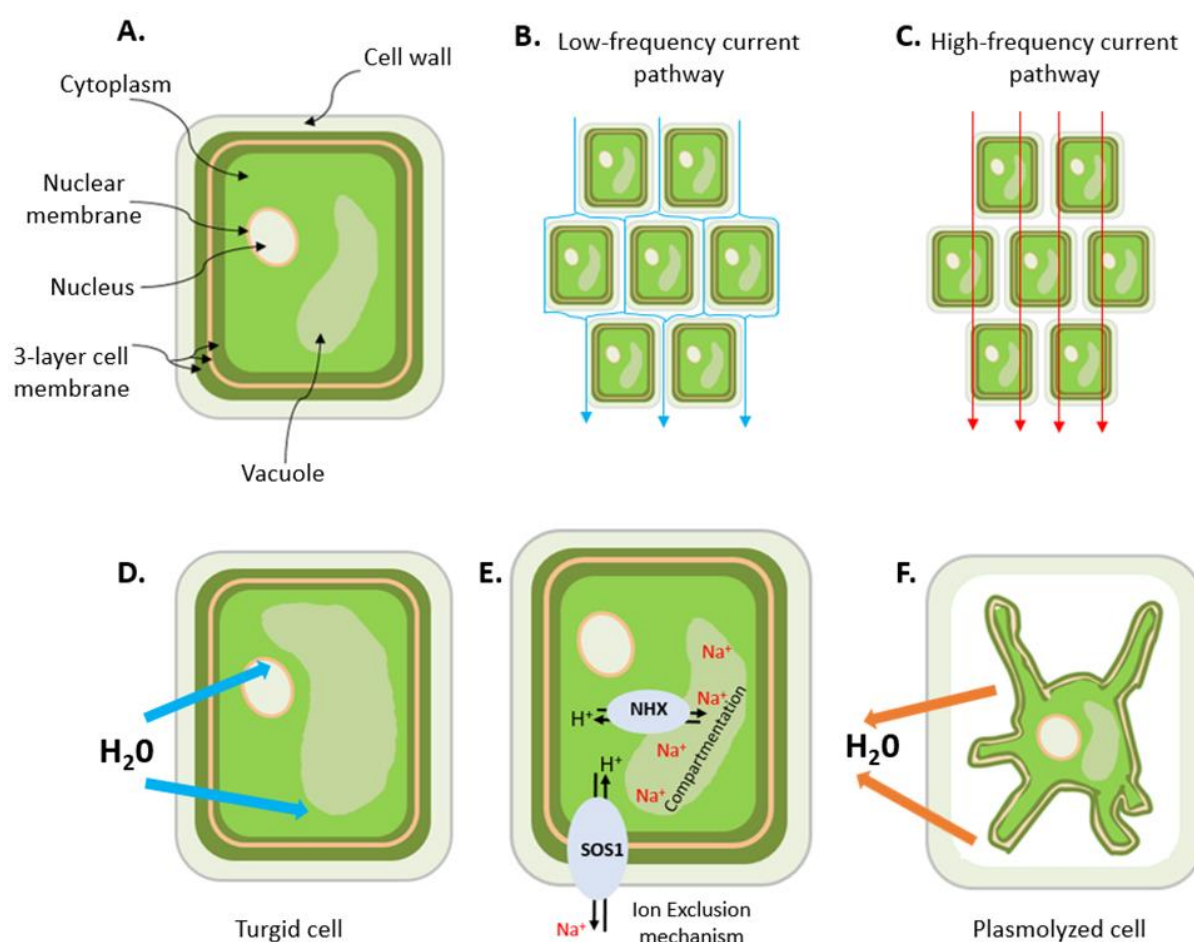 A.
Cell wall
Cytoplasm
Nuclear
membrane
Nucleus
3-layer cell
membrane
Vacuole
B.
Low-frequency current
pathway
C.
High-frequency current
pathway
D.
H₂0
Turgid cell
E.
Na⁺
Na⁺
NHX
H⁺
Na⁺
Compartmentation
H⁺
Na⁺
SOS1
Na⁺
Ion Exclusion
mechanism
F.
H₂0
Plasmolyzed cell